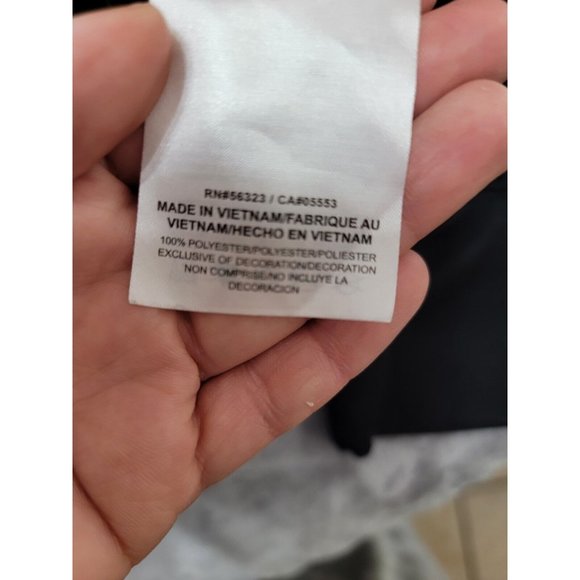 RN#56323 / CA#05553
MADE IN VIETNAM/FABRIQUE AU
VIETNAM/HECHO EN VIETNAM
100% POLYESTER/POLYESTER/POLIESTER
EXCLUSIVE OF DECORATION/DECORATION
NON COMPRISE/NO INCLUYE LA
DECORACION